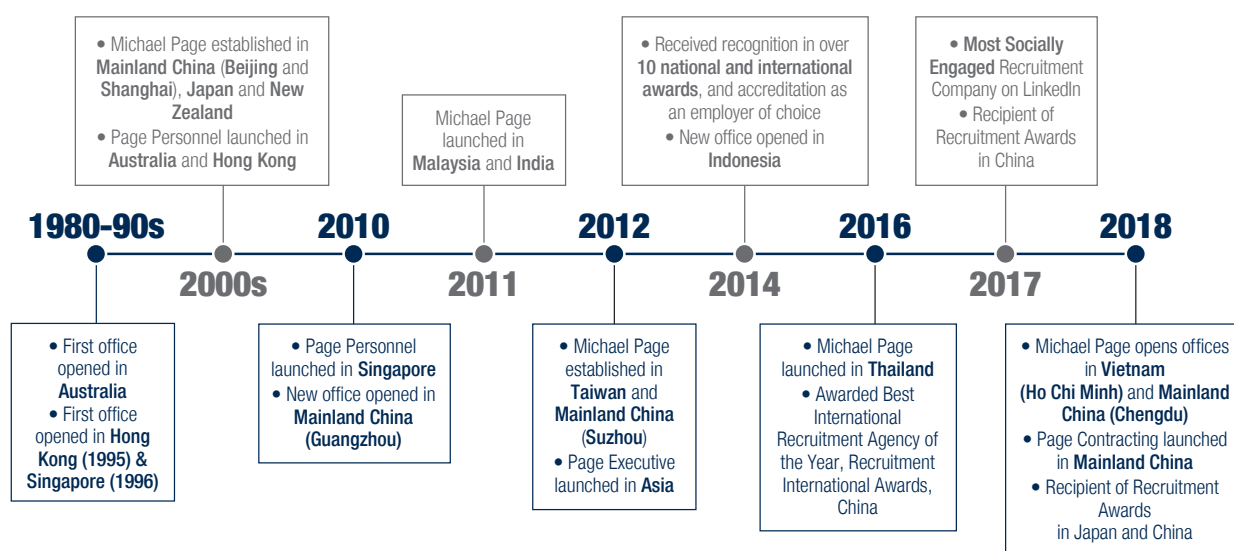 • Michael Page established in
Mainland China (Beijing and
Shanghai), Japan and New
Zealand
• Page Personnel launched in
Australia and Hong Kong
Michael Page
launched in
Malaysia and India
• Received recognition in over
10 national and international
awards, and accreditation as
an employer of choice
• New office opened in
Indonesia
• Most Socially
Engaged Recruitment
Company on LinkedIn
• Recipient of
Recruitment Awards
in China
1980-90s
2010
2012
2016
2018
2000s
2011
2014
2017
• First office
opened in
Australia
• First office
opened in Hong
Kong (1995) &
Singapore (1996)
• Page Personnel
launched in Singapore
• New office opened in
Mainland China
(Guangzhou)
• Michael Page
established in
Taiwan and
Mainland China
(Suzhou)
• Page Executive
launched in Asia
• Michael Page
launched in Thailand
• Awarded Best
International
Recruitment Agency of
the Year, Recruitment
International Awards,
China
• Michael Page opens offices
in Vietnam
(Ho Chi Minh) and Mainland
China (Chengdu)
• Page Contracting launched
in Mainland China
• Recipient of Recruitment
Awards
in Japan and China